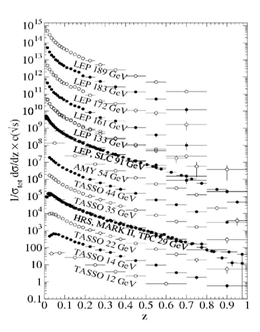 10^15
10^14
10^13
10^12
10^11
10^10
10^9
10^8
10^7
10^6
10^5
10^4
1000
100
10
1
0.1
1/σtot dσ/dz × c(√s)
LEP 189 GeV
LEP 183 GeV
LEP 172 GeV
LEP 161 GeV
LEP 133 GeV
LEP, SLC 91 GeV
AMY 54 GeV
TASSO 44 GeV
TASSO 35 GeV
HRS, MARK II, TPC 29 GeV
TASSO 22 GeV
TASSO 14 GeV
TASSO 12 GeV
0 0.1 0.2 0.3 0.4 0.5 0.6 0.7 0.8 0.9 1
z